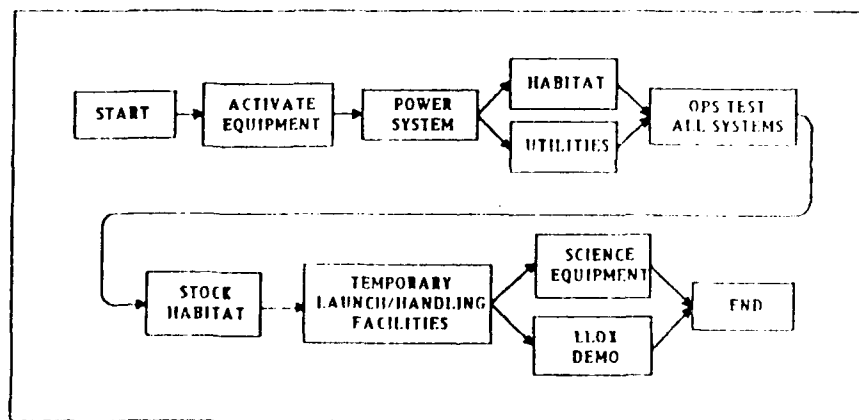 START
ACTIVATE
EQUIPMENT
POWER
SYSTEM
HABITAT
UTILITIES
OPS TEST
ALL SYSTEMS
STOCK
HABITAT
TEMPORARY
LAUNCH/HANDLING
FACILITIES
SCIENCE
EQUIPMENT
LLOX
DEMO
END